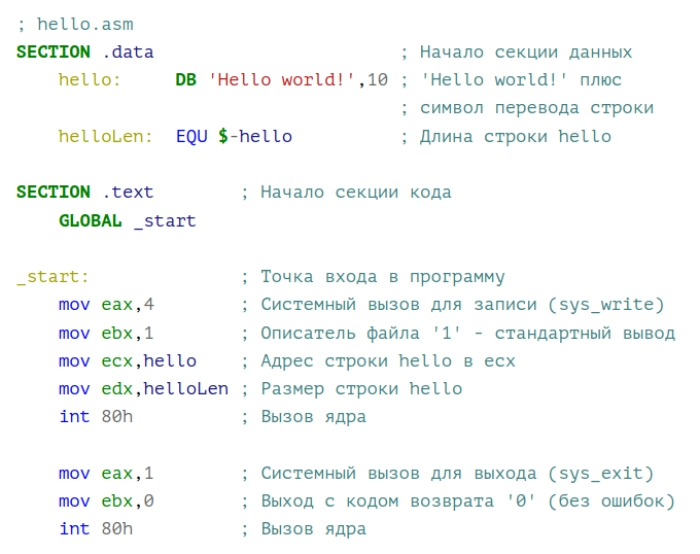 ; hello.asm
SECTION .data ; Начало секции данных
hello: DB 'Hello world!',10 ; 'Hello world!' плюс
; символ перевода строки
helloLen: EQU $-hello ; Длина строки hello
SECTION .text ; Начало секции кода
GLOBAL _start
_start: ; Точка входа в программу
mov eax,4 ; Системный вызов для записи (sys_write)
mov ebx,1 ; Описатель файла '1' - стандартный вывод
mov ecx,hello ; Адрес строки hello в ecx
mov edx,helloLen ; Размер строки hello
int 80h ; Вызов ядра
mov eax,1 ; Системный вызов для выхода (sys_exit)
mov ebx,0 ; Выход с кодом возврата '0' (без ошибок)
int 80h ; Вызов ядра